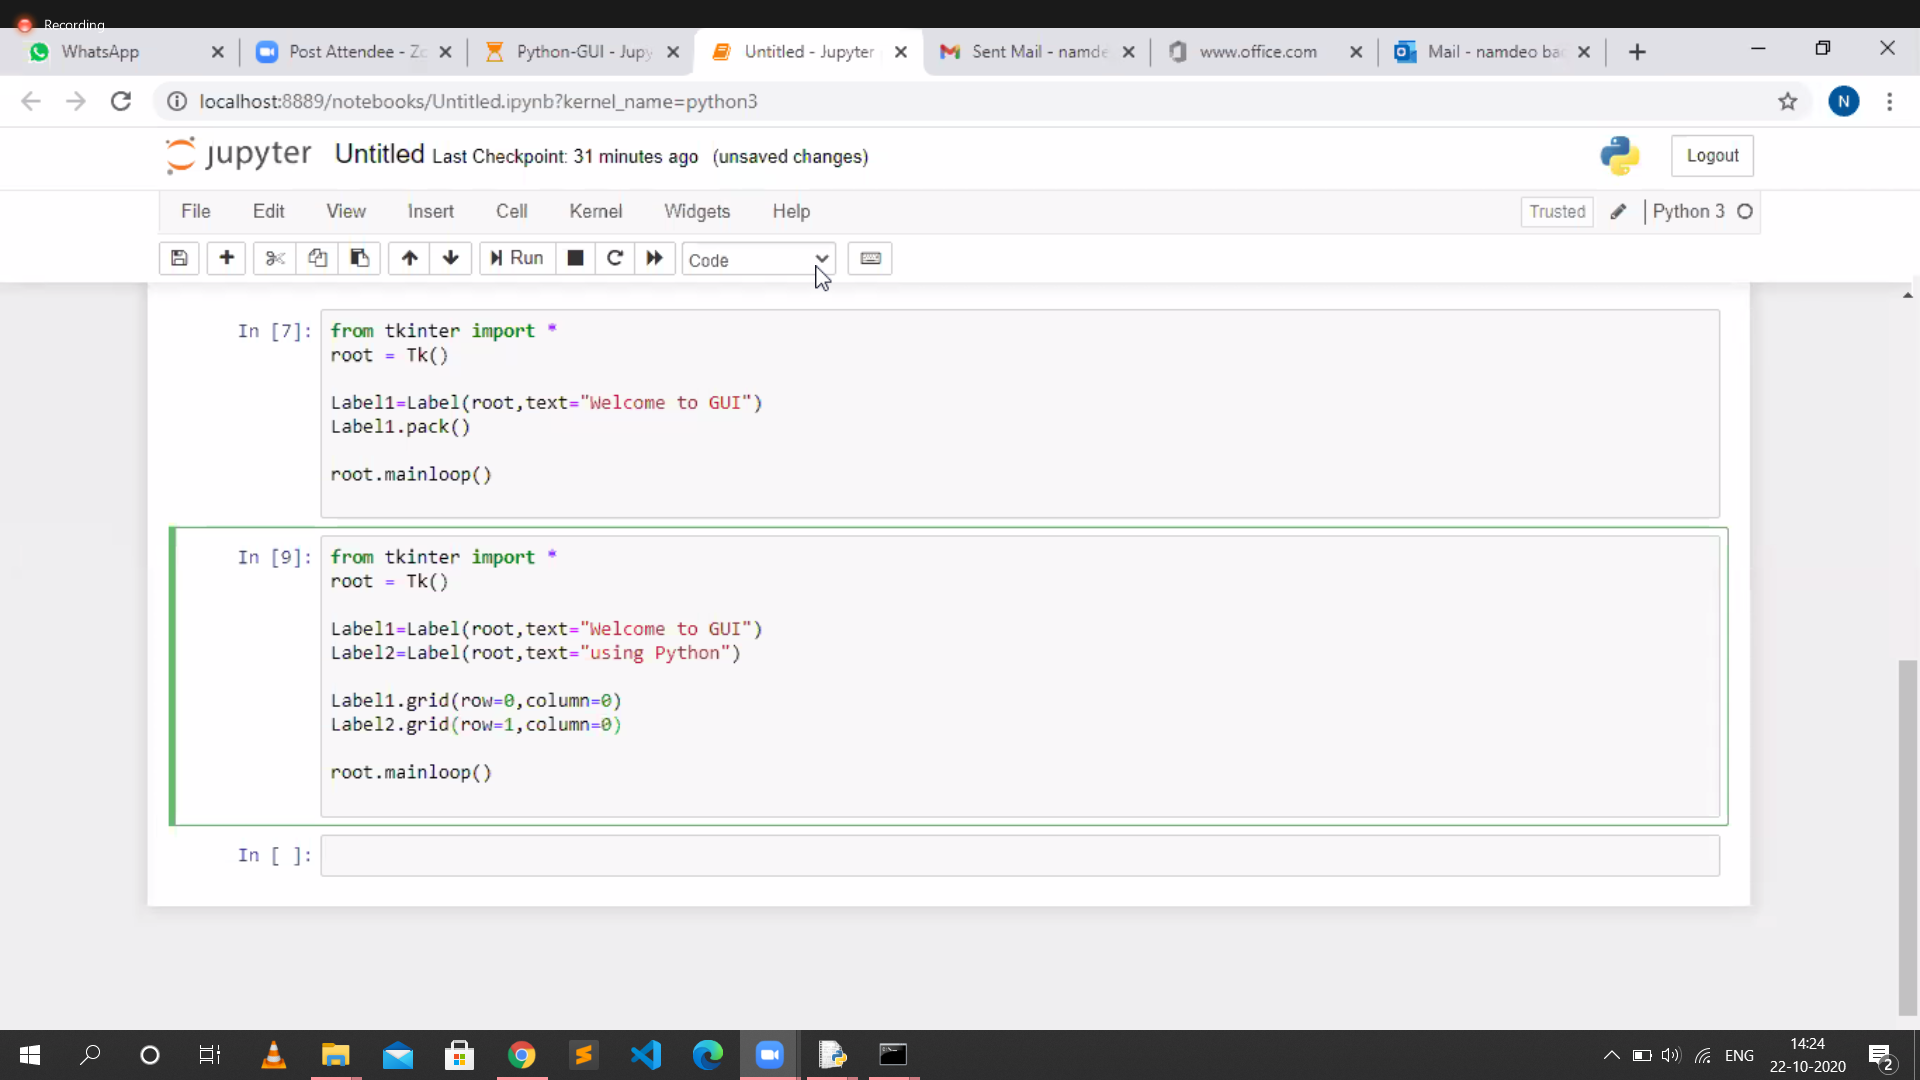 Recording
WhatsApp
Post Attendee - Zo
Python-GUI - Jupy
Untitled - Jupyter
Sent Mail - namde
www.office.com
Mail - namdeo ba
localhost:8889/notebooks/Untitled.ipynb?kernel_name=python3
N
jupyter Untitled Last Checkpoint: 31 minutes ago (unsaved changes)
Logout
File Edit View Insert Cell Kernel Widgets Help
Trusted Python 3
Run Code
In [7]: from tkinter import *
root = Tk()
Label1=Label(root,text="Welcome to GUI")
Label1.pack()
root.mainloop()
In [9]: from tkinter import *
root = Tk()
Label1=Label(root,text="Welcome to GUI")
Label2=Label(root,text="using Python")
Label1.grid(row=0,column=0)
Label2.grid(row=1,column=0)
root.mainloop()
In [ ]:
ENG
14:24
22-10-2020
2